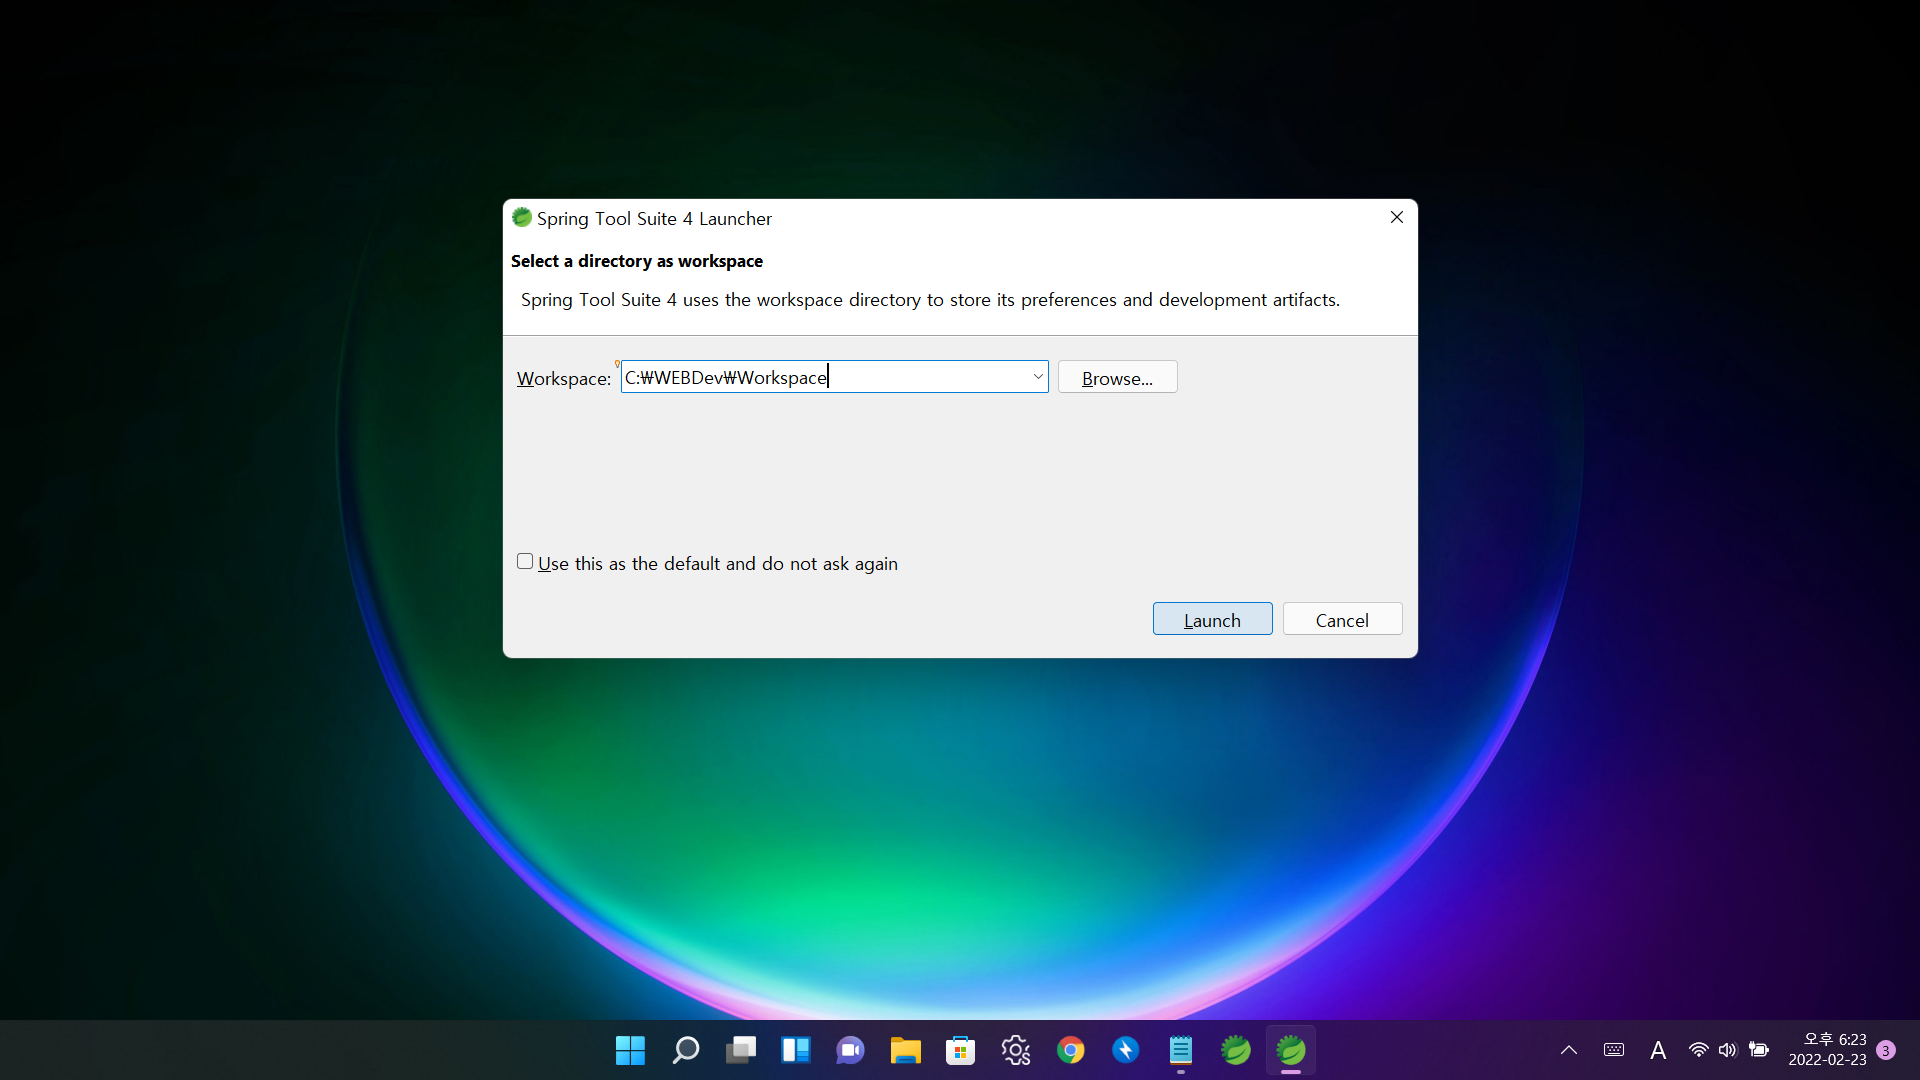 Spring Tool Suite 4 Launcher
Select a directory as workspace
Spring Tool Suite 4 uses the workspace directory to store its preferences and development artifacts.
Workspace: C:₩WEBDev₩Workspace Browse...
Use this as the default and do not ask again
Launch Cancel
A 오후 6:23
2022-02-23 3